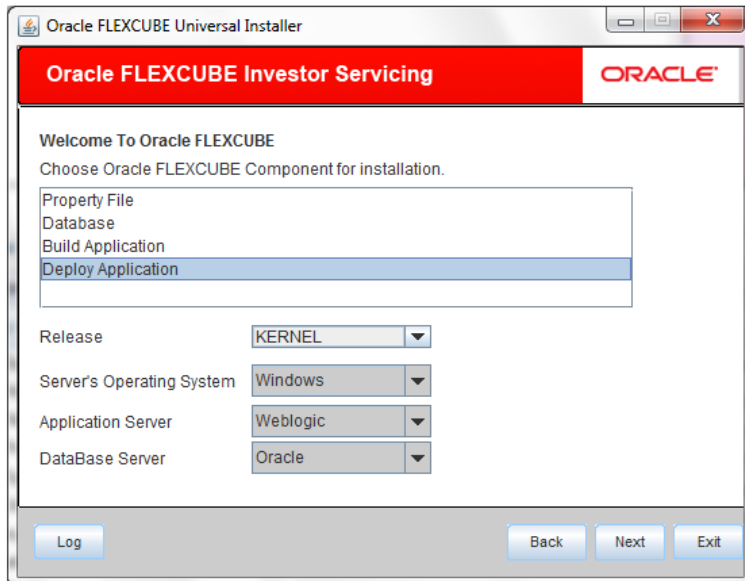 Oracle FLEXCUBE Universal Installer
Oracle FLEXCUBE Investor Servicing
ORACLE
Welcome To Oracle FLEXCUBE
Choose Oracle FLEXCUBE Component for installation.
Property File
Database
Build Application
Deploy Application
Release KERNEL
Server's Operating System Windows
Application Server Weblogic
DataBase Server Oracle
Log Back Next Exit